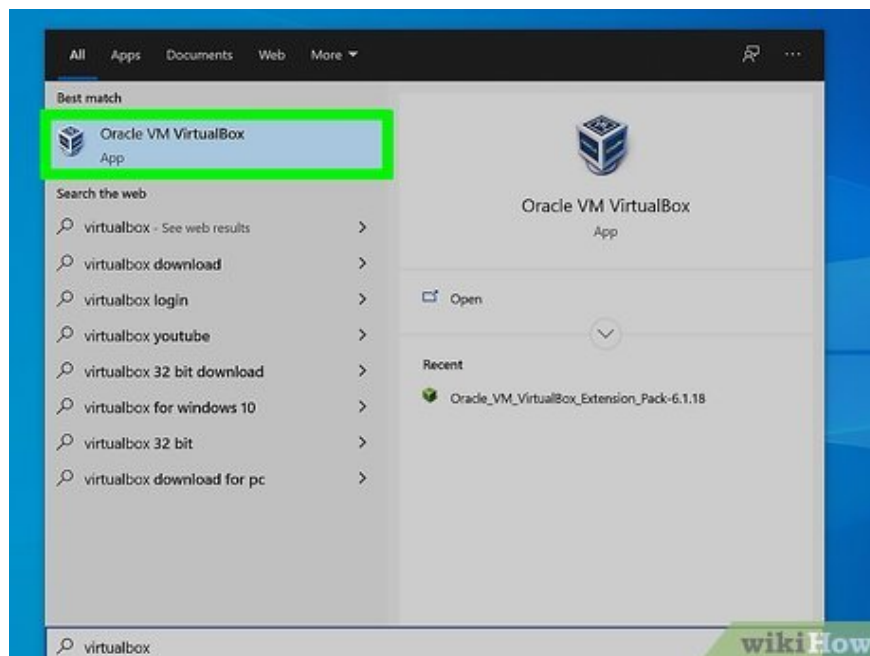 All Apps Documents Web More
Best match
Oracle VM VirtualBox
App
Search the web
virtualbox - See web results
virtualbox download
virtualbox login
virtualbox youtube
virtualbox 32 bit download
virtualbox for windows 10
virtualbox 32 bit
virtualbox download for pc
Oracle VM VirtualBox
App
Open
Recent
Oracle_VM_VirtualBox_Extension_Pack-6.1.18
virtualbox
wikiHow